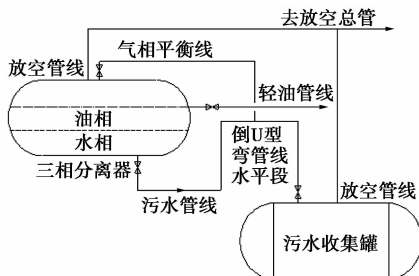 去放空总管
气相平衡线
放空管线
轻油管线
油相
水相
倒U型
弯管线
水平段
三相分离器
污水管线
放空管线
污水收集罐